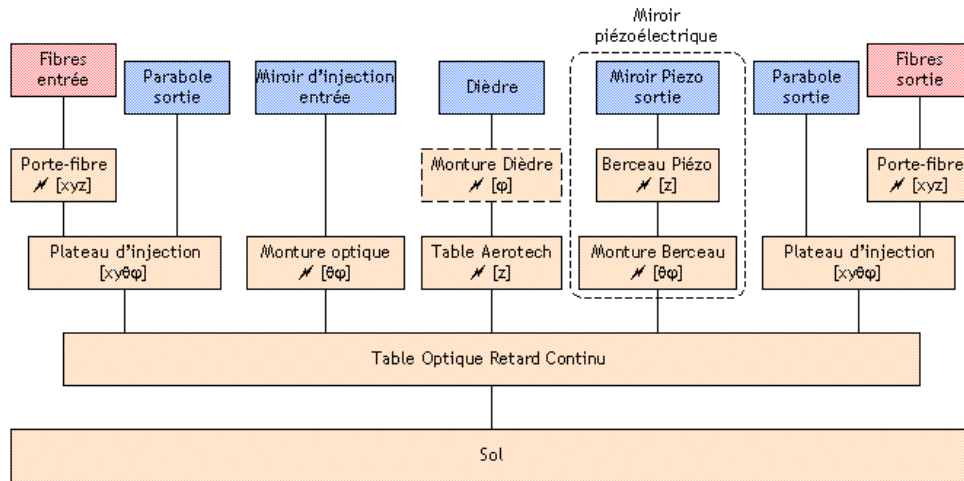 Miroir
piézoélectrique
Fibres
entrée
Parabole
sortie
Miroir d'injection
entrée
Dièdre
Miroir Piezo
sortie
Parabole
sortie
Fibres
sortie
Porte-fibre
[xyz]
Monture Dièdre
[φ]
Berceau Piézo
[z]
Porte-fibre
[xyz]
Plateau d'injection
[xyθφ]
Monture optique
[θφ]
Table Aerotech
[z]
Monture Berceau
[θφ]
Plateau d'injection
[xyθφ]
Table Optique Retard Continu
Sol